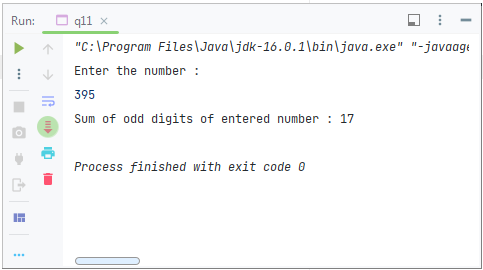 Run: q11
"C:\Program Files\Java\jdk-16.0.1\bin\java.exe" "-javaage
Enter the number :
395
Sum of odd digits of entered number : 17
Process finished with exit code 0